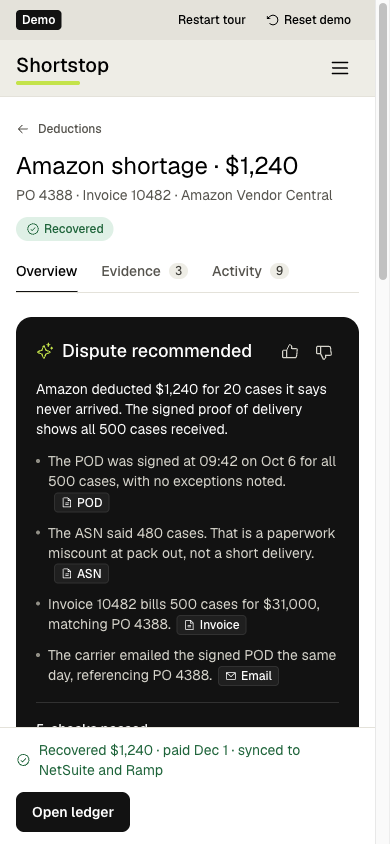 Demo
Restart tour
Reset demo
Shortstop
Deductions
Amazon shortage · $1,240
PO 4388 · Invoice 10482 · Amazon Vendor Central
Recovered
Overview
Evidence 3
Activity 9
Dispute recommended
Amazon deducted $1,240 for 20 cases it says
never arrived. The signed proof of delivery
shows all 500 cases received.
• The POD was signed at 09:42 on Oct 6 for all
500 cases, with no exceptions noted.
POD
• The ASN said 480 cases. That is a paperwork
miscount at pack out, not a short delivery.
ASN
• Invoice 10482 bills 500 cases for $31,000,
matching PO 4388. Invoice
• The carrier emailed the signed POD the same
day, referencing PO 4388. Email
Recovered $1,240 · paid Dec 1 · synced to
NetSuite and Ramp
Open ledger